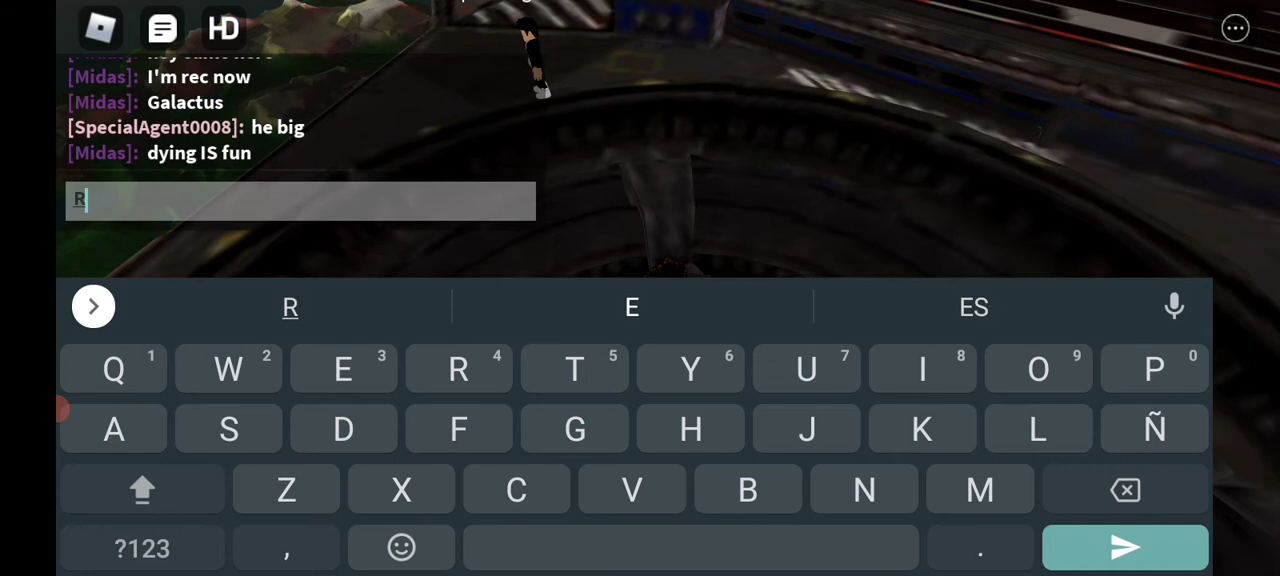 HD
[Midas]: I'm rec now
[Midas]: Galactus
[SpecialAgent0008]: he big
[Midas]: dying IS fun
R
R E ES
Q 1 W 2 E 3 R 4 T 5 Y 6 U 7 I 8 O 9 P 0
A S D F G H J K L Ñ
Z X C V B N M
?123 , .